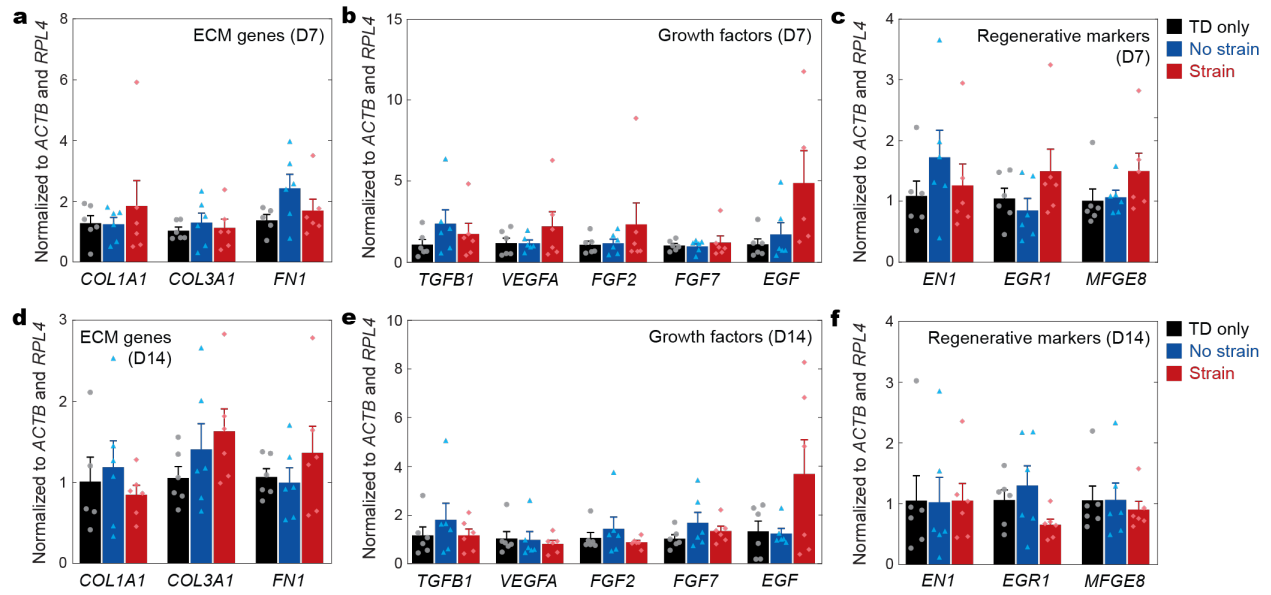 a
ECM genes (D7)
Normalized to ACTB and RPL4
8
6
4
2
0
COL1A1 COL3A1 FN1
b
Growth factors (D7)
Normalized to ACTB and RPL4
15
10
5
0
TGFB1 VEGFA FGF2 FGF7 EGF
c
Regenerative markers
(D7)
Normalized to ACTB and RPL4
4
3
2
1
0
EN1 EGR1 MFGE8
TD only
No strain
Strain
d
ECM genes
(D14)
Normalized to ACTB and RPL4
3
2
1
0
COL1A1 COL3A1 FN1
e
Growth factors (D14)
Normalized to ACTB and RPL4
10
8
6
4
2
0
TGFB1 VEGFA FGF2 FGF7 EGF
f
Regenerative markers (D14)
Normalized to ACTB and RPL4
4
3
2
1
0
EN1 EGR1 MFGE8
TD only
No strain
Strain